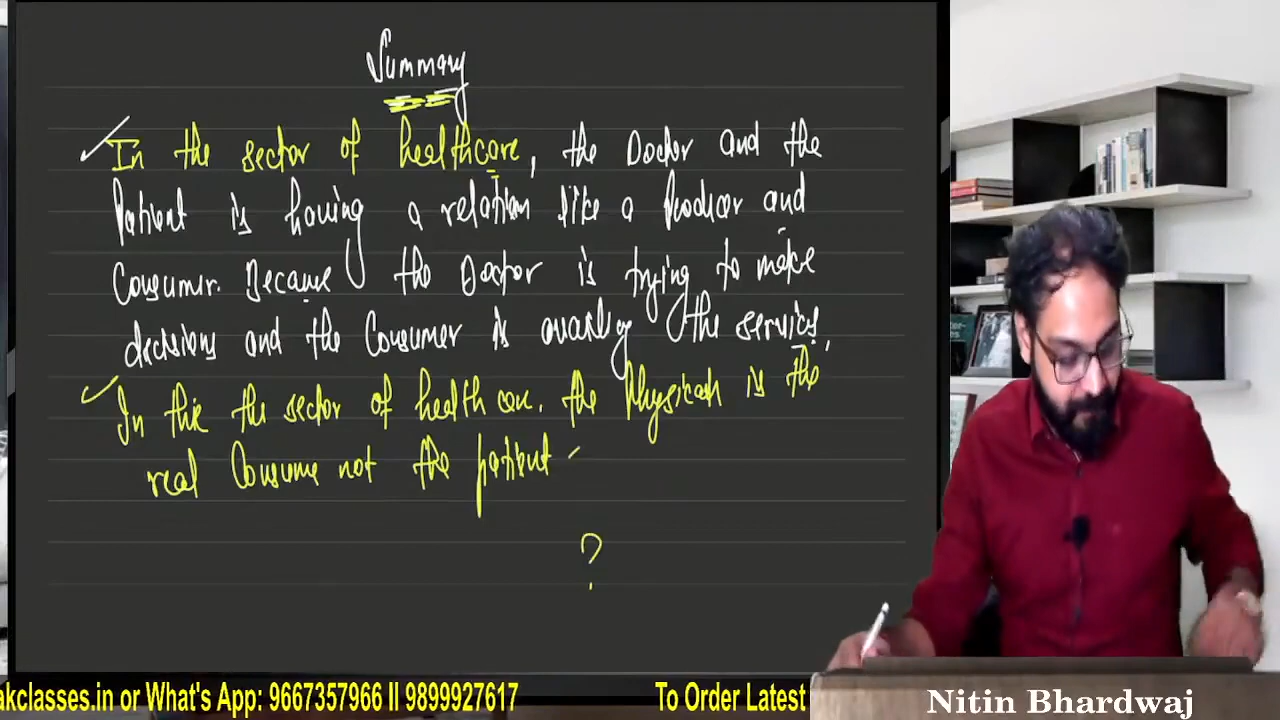 Summary
In the sector of healthcare, the Doctor and the
Patient is having a relation like a Producer and
Consumer. Because the Doctor is trying to make
decisions and the Consumer is availing the services,
In this the sector of health care. the Physician is the
real Consume not the patient -
?
akclasses.in or What's App: 9667357966 II 9899927617 To Order Latest
Nitin Bhardwaj